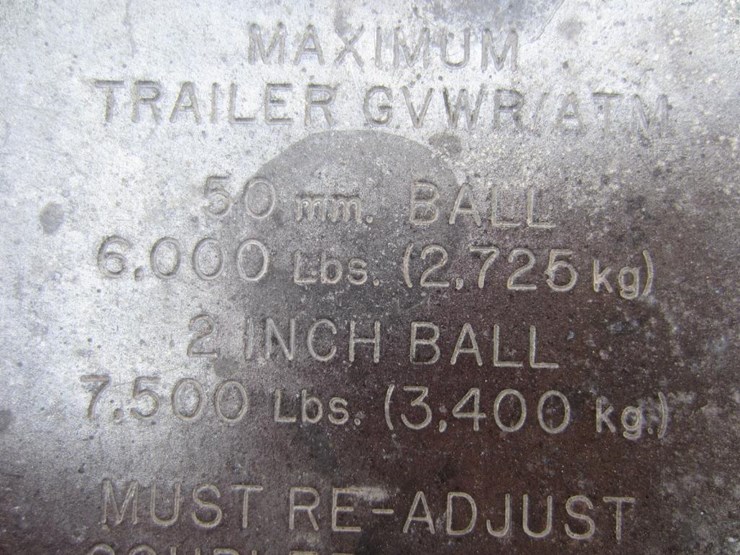 MAXIMUM
TRAILER GVWR/ATM
50 mm. BALL
6,000 Lbs. (2,725 kg)
2 INCH BALL
7,500 Lbs. (3,400 kg.)
MUST RE-ADJUST